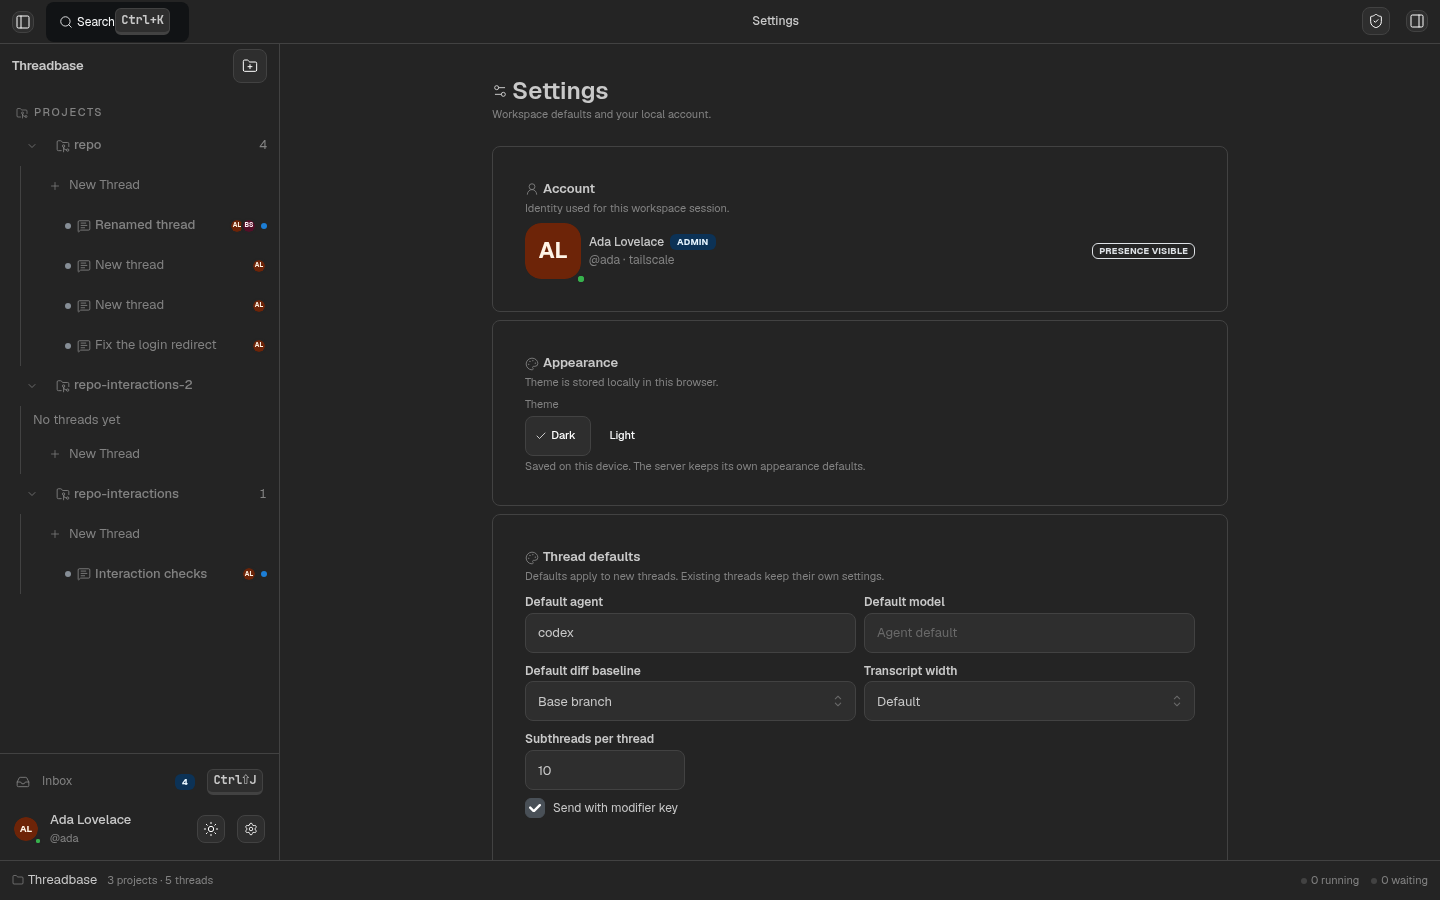 Search Ctrl+K
Settings
Threadbase
PROJECTS
repo 4
New Thread
Renamed thread AL BS
New thread AL
New thread AL
Fix the login redirect AL
repo-interactions-2
No threads yet
New Thread
repo-interactions 1
New Thread
Interaction checks AL
Inbox 4 Ctrl⇧J
AL Ada Lovelace
@ada
Settings
Workspace defaults and your local account.
Account
Identity used for this workspace session.
AL Ada Lovelace ADMIN
@ada · tailscale
PRESENCE VISIBLE
Appearance
Theme is stored locally in this browser.
Theme
Dark Light
Saved on this device. The server keeps its own appearance defaults.
Thread defaults
Defaults apply to new threads. Existing threads keep their own settings.
Default agent Default model
codex Agent default
Default diff baseline Transcript width
Base branch Default
Subthreads per thread
10
Send with modifier key
Threadbase 3 projects · 5 threads
0 running 0 waiting